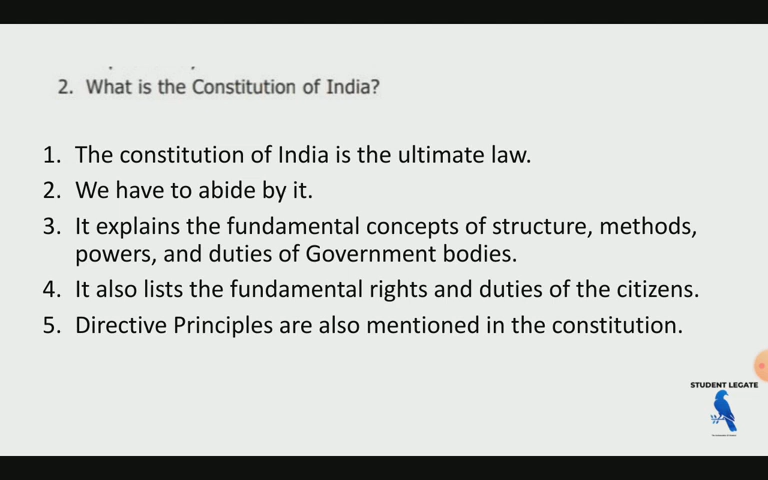 2. What is the Constitution of India?
1. The constitution of India is the ultimate law.
2. We have to abide by it.
3. It explains the fundamental concepts of structure, methods,
powers, and duties of Government bodies.
4. It also lists the fundamental rights and duties of the citizens.
5. Directive Principles are also mentioned in the constitution.
STUDENT LEGATE